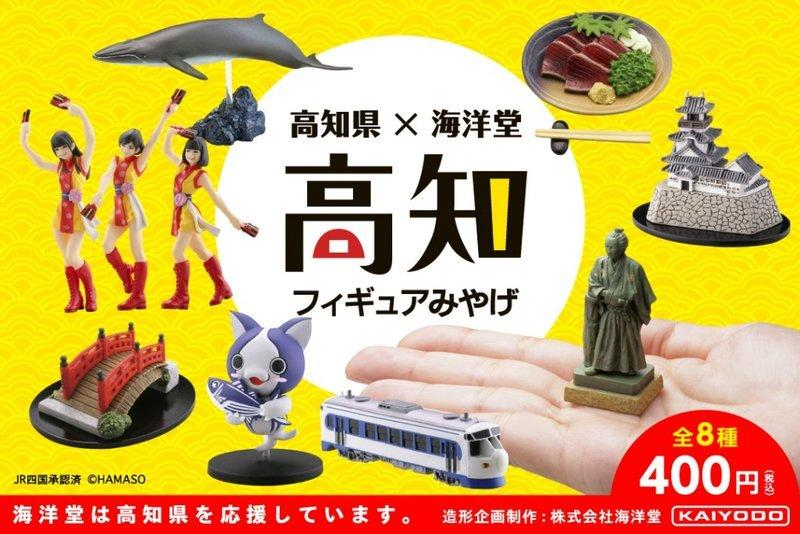 高知県 × 海洋堂
高知
フィギュアみやげ
全8種
400円(税込)
JR四国承認済 ©HAMASO
海洋堂は高知県を応援しています。
造形企画制作：株式会社海洋堂 KAIYODO